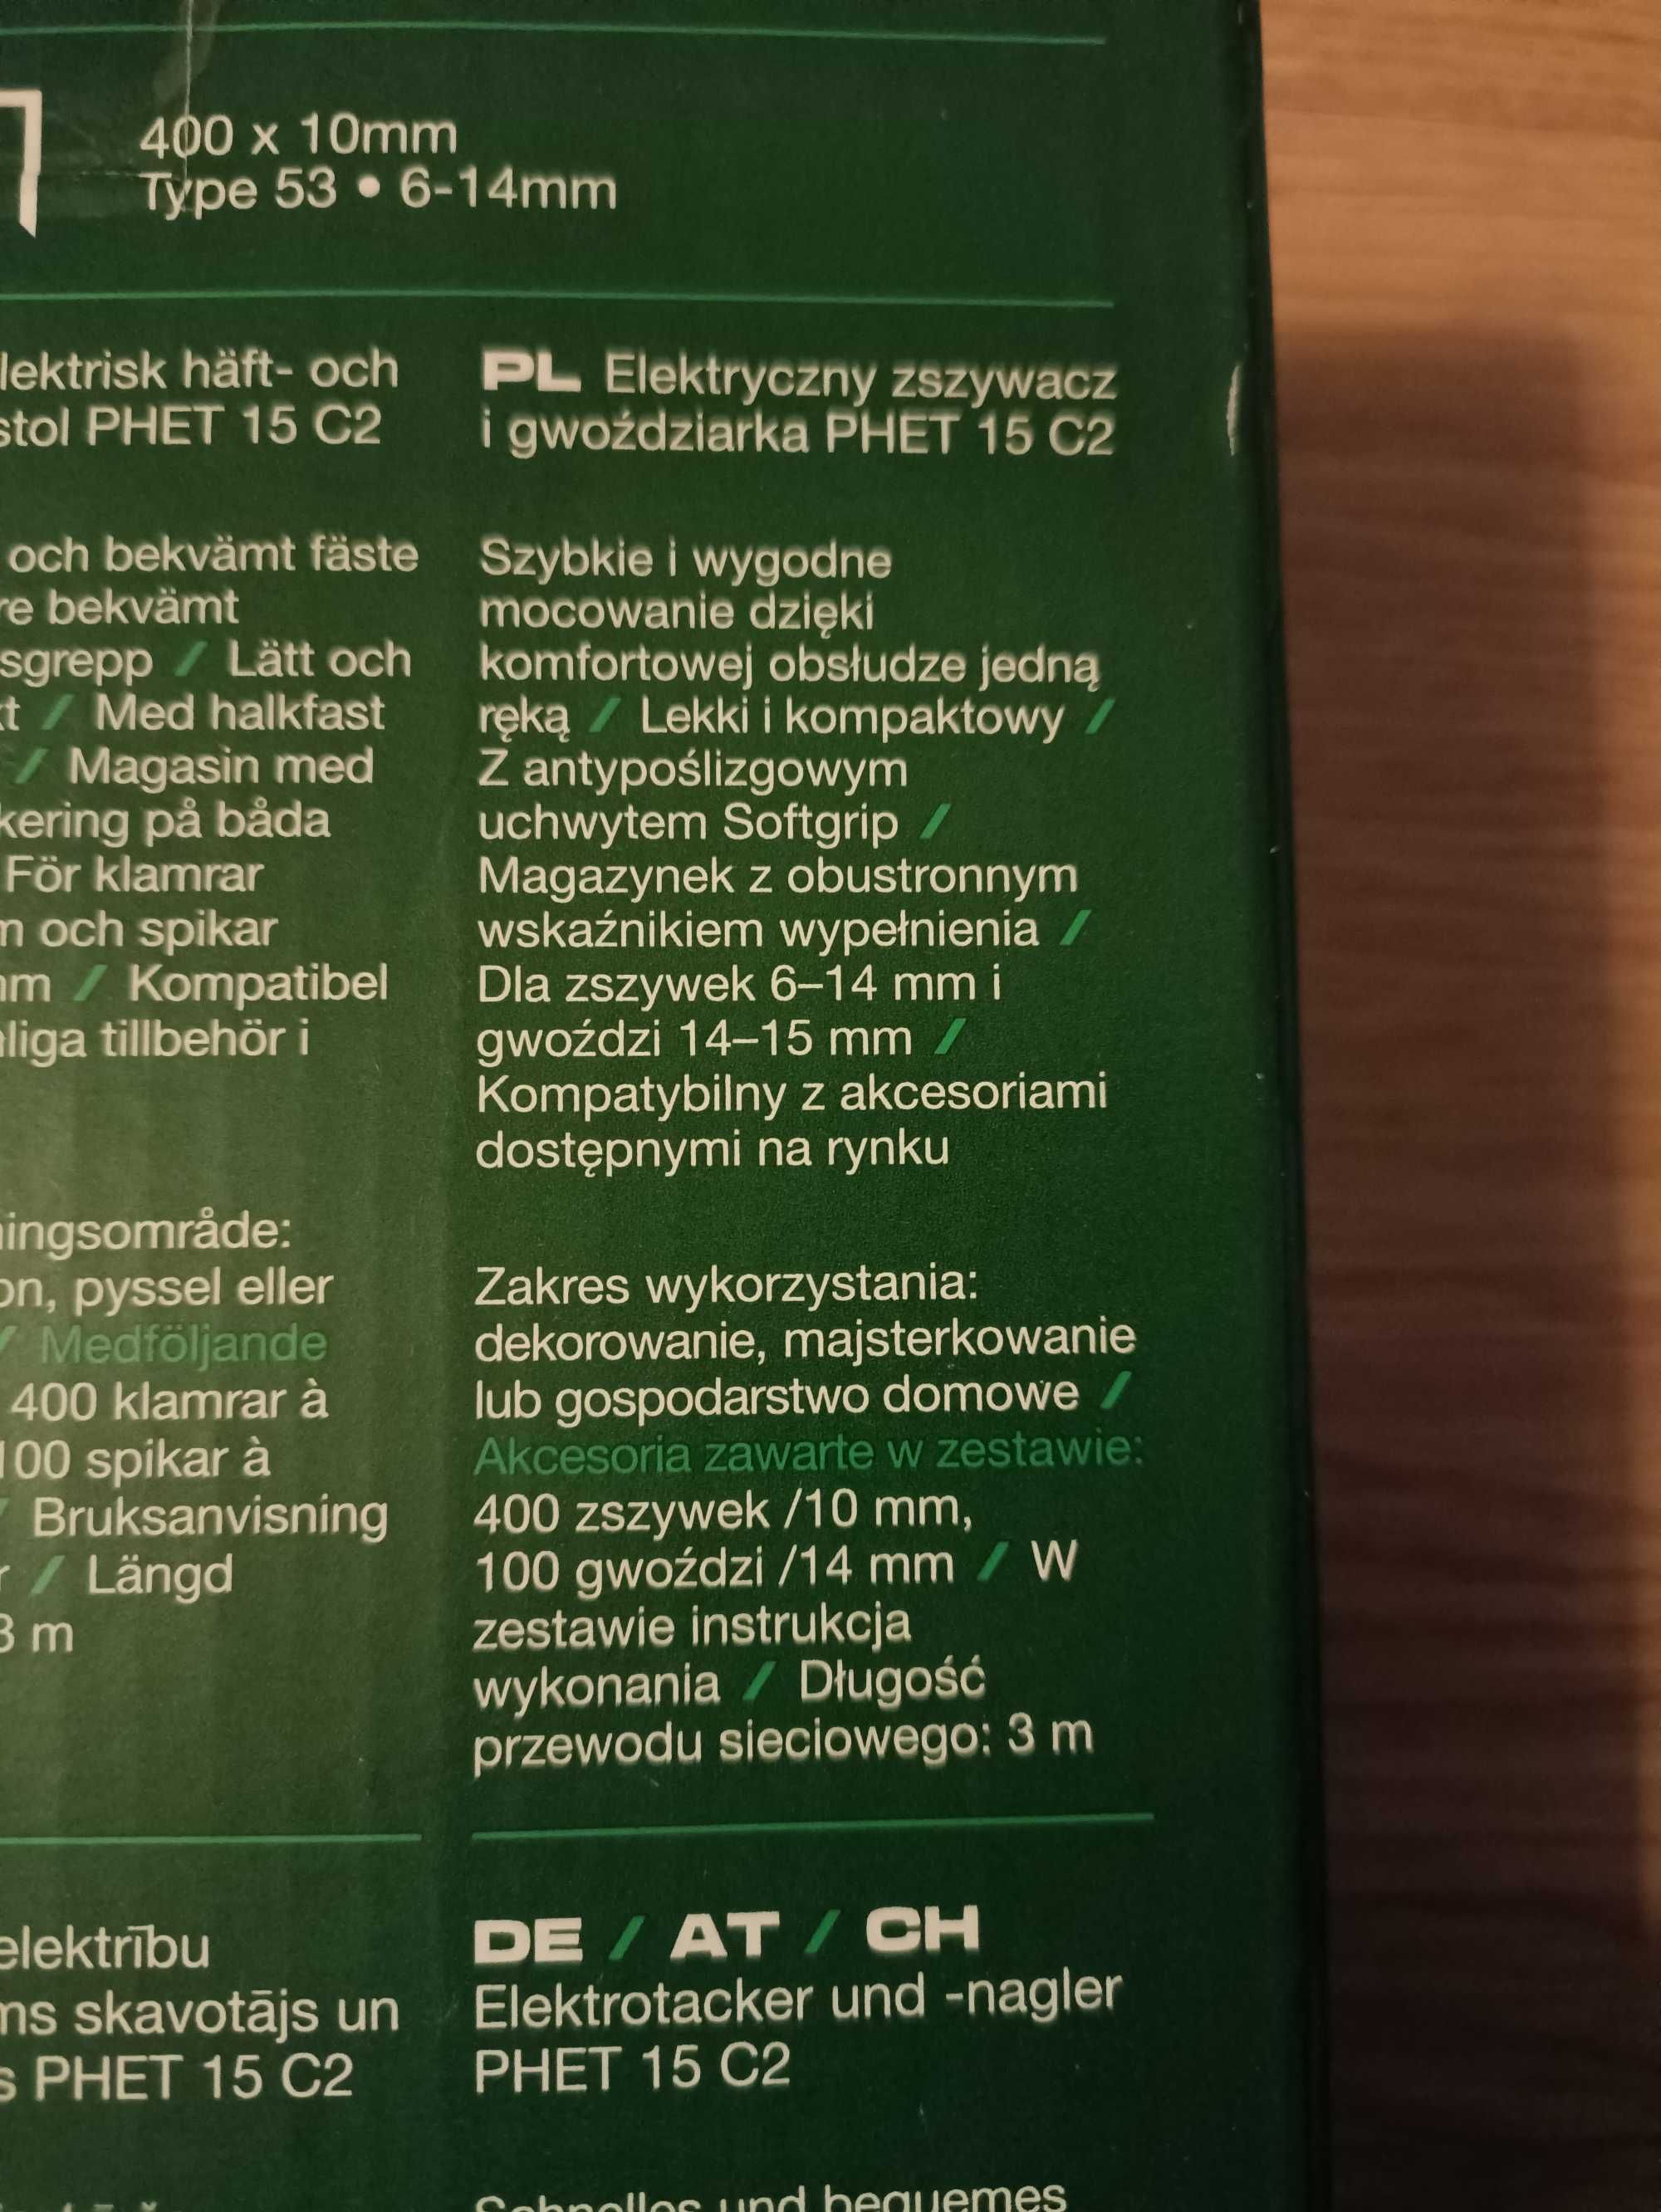 400 x 10mm
Type 53 • 6-14mm
lektrisk häft- och
stol PHET 15 C2
och bekvämt fäste
re bekvämt
sgrepp / Lätt och
t / Med halkfast
/ Magasin med
kering på båda
För klamrar
m och spikar
mm / Kompatibel
liga tillbehör i
ingsområde:
on, pyssel eller
/ Medföljande
400 klamrar à
100 spikar à
/ Bruksanvisning
r / Längd
3 m
PL Elektryczny zszywacz
i gwoździarka PHET 15 C2
Szybkie i wygodne
mocowanie dzięki
komfortowej obsłudze jedną
ręką / Lekki i kompaktowy /
Z antypoślizgowym
uchwytem Softgrip /
Magazynek z obustronnym
wskaźnikiem wypełnienia /
Dla zszywek 6–14 mm i
gwoździ 14–15 mm /
Kompatybilny z akcesoriami
dostępnymi na rynku
Zakres wykorzystania:
dekorowanie, majsterkowanie
lub gospodarstwo domowe /
Akcesoria zawarte w zestawie:
400 zszywek /10 mm,
100 gwoździ /14 mm / W
zestawie instrukcja
wykonania / Długość
przewodu sieciowego: 3 m
elektrību
ms skavotājs un
s PHET 15 C2
DE / AT / CH
Elektrotacker und -nagler
PHET 15 C2
Schnelles und bequemes